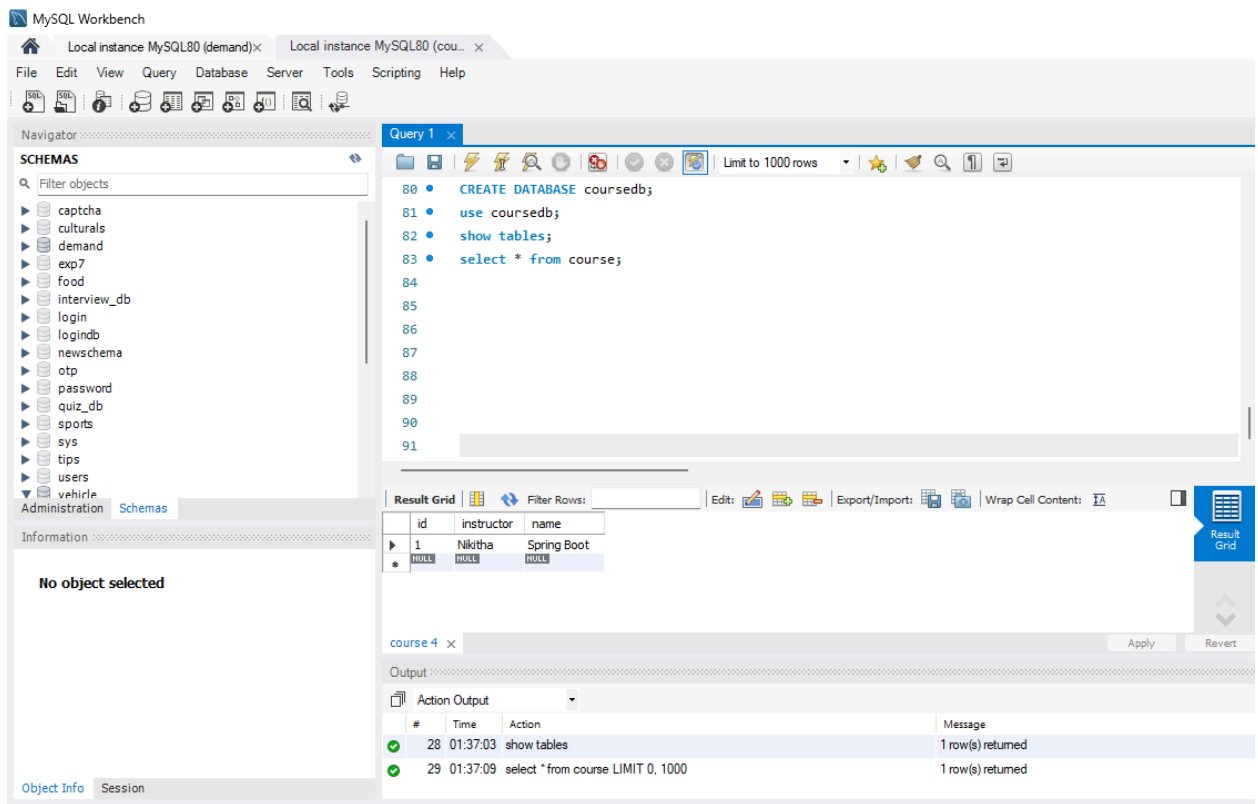 MySQL Workbench
Local instance MySQL80 (demand) Local instance MySQL80 (cou...
File Edit View Query Database Server Tools Scripting Help
Navigator
SCHEMAS
Filter objects
captcha
culturals
demand
exp7
food
interview_db
login
logindb
newschema
otp
password
quiz_db
sports
sys
tips
users
vehicle
Administration Schemas
Information
No object selected
Object Info Session
Query 1
Limit to 1000 rows
80 CREATE DATABASE coursedb;
81 use coursedb;
82 show tables;
83 select * from course;
84
85
86
87
88
89
90
91
Result Grid Filter Rows: Edit: Export/Import: Wrap Cell Content:
id instructor name
1 Nikitha Spring Boot
NULL NULL NULL
Result
Grid
course 4 Apply Revert
Output
Action Output
# Time Action Message
28 01:37:03 show tables 1 row(s) returned
29 01:37:09 select * from course LIMIT 0, 1000 1 row(s) returned